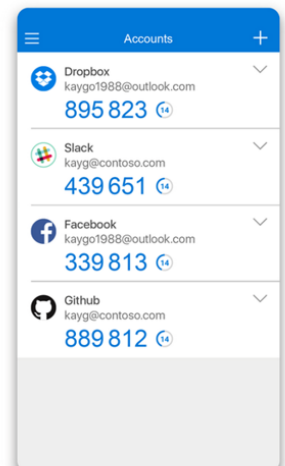 Accounts
Dropbox
kaygo1988@outlook.com
895 823 14
Slack
kayg@contoso.com
439 651 14
Facebook
kaygo1988@outlook.com
339 813 14
Github
kayg@contoso.com
889 812 14